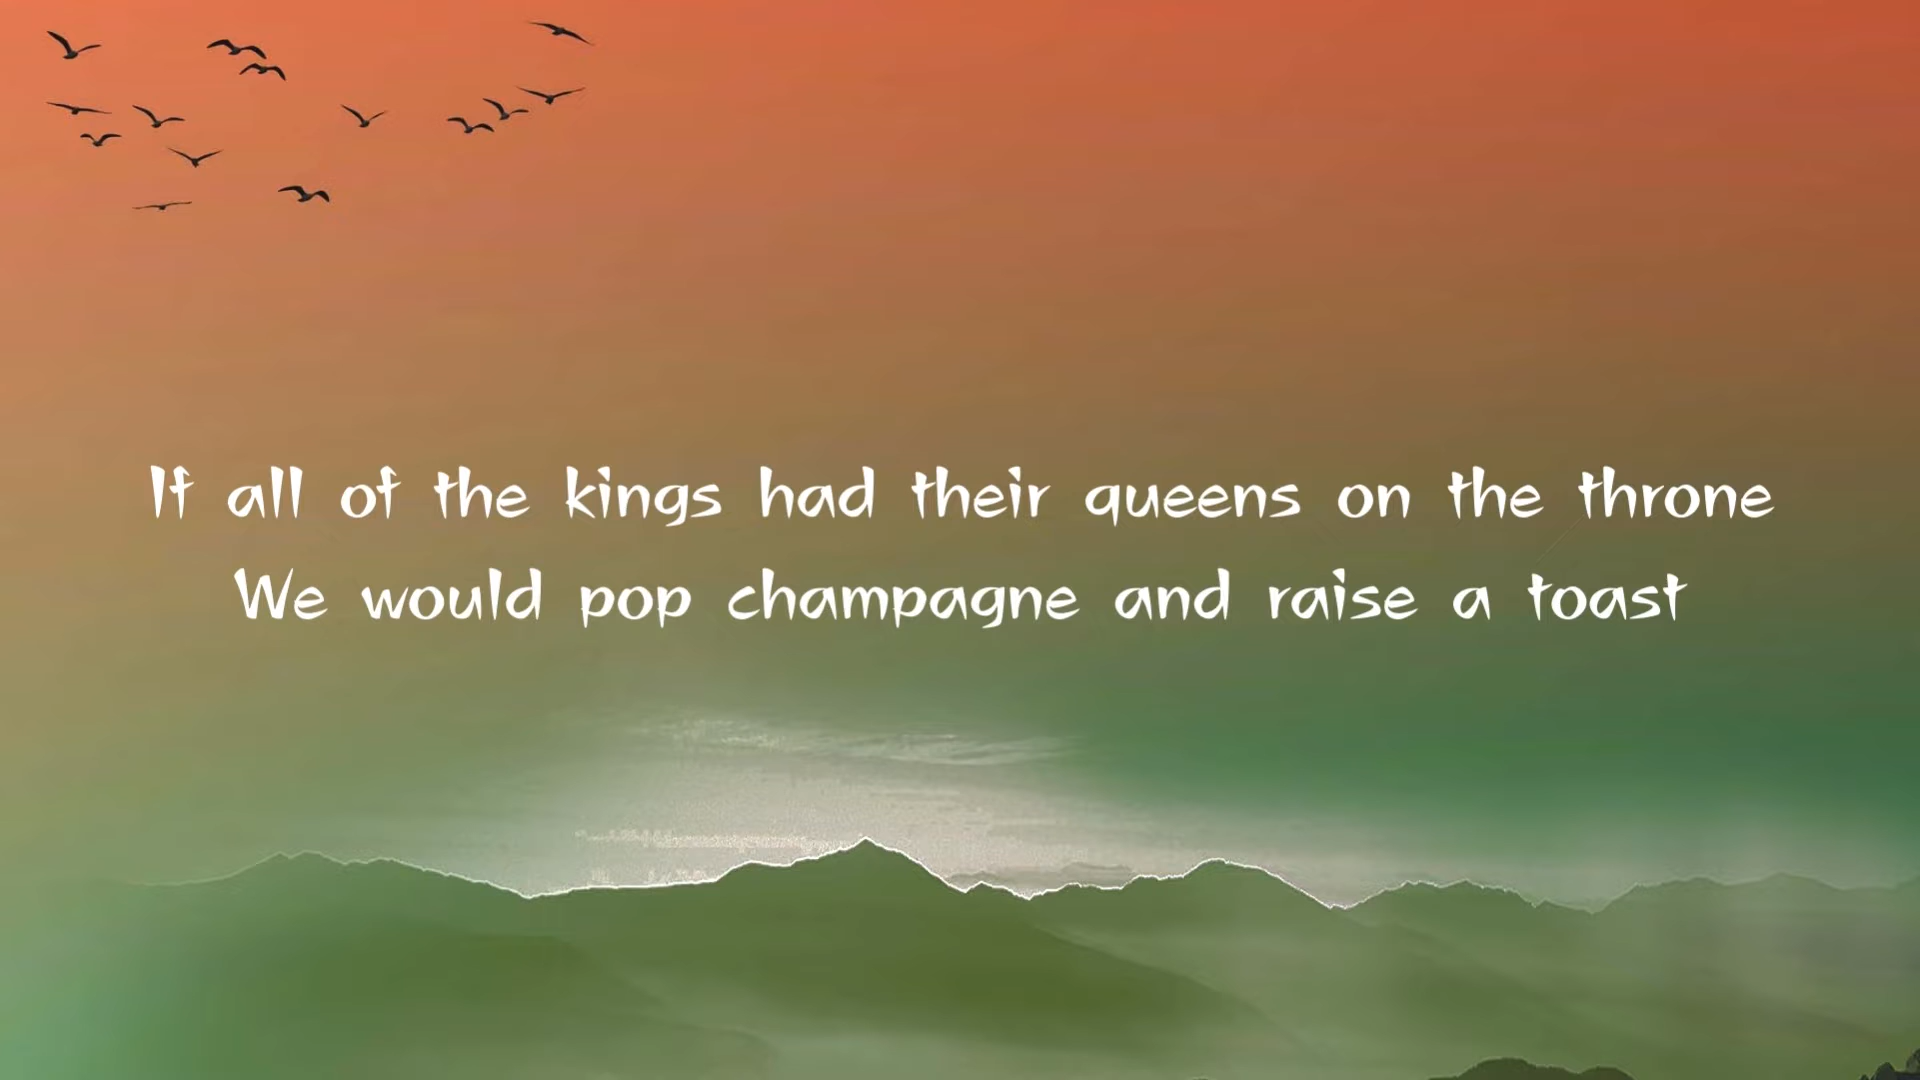 If all of the kings had their queens on the throne
We would pop champagne and raise a toast